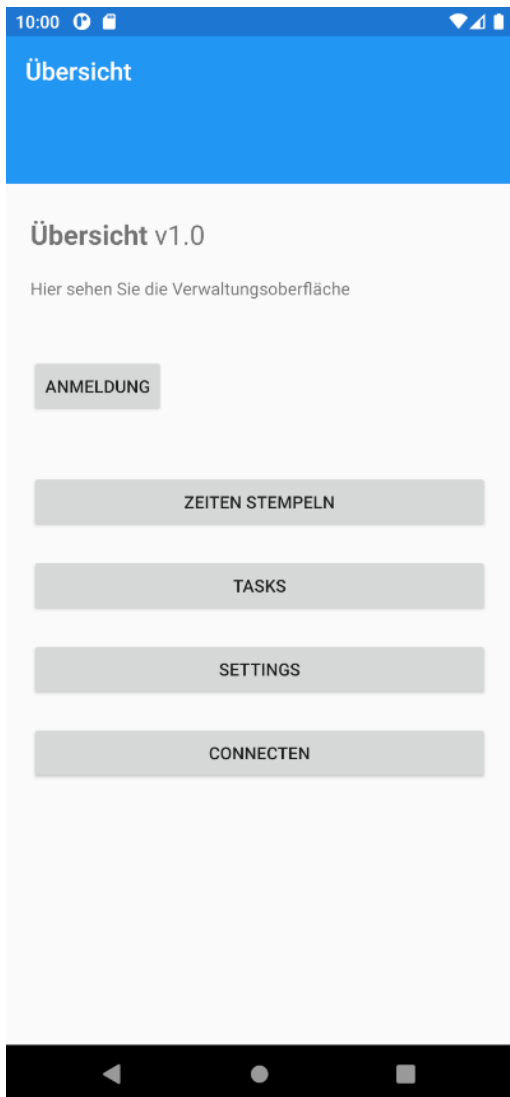 10:00
Übersicht
Übersicht v1.0
Hier sehen Sie die Verwaltungsoberfläche
ANMELDUNG
ZEITEN STEMPELN
TASKS
SETTINGS
CONNECTEN